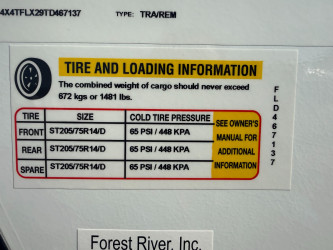 4X4TFLX29TD467137 TYPE: TRA/REM
TIRE AND LOADING INFORMATION
The combined weight of cargo should never exceed
672 kgs or 1481 lbs.
TIRE SIZE COLD TIRE PRESSURE
FRONT ST205/75R14/D 65 PSI / 448 KPA
REAR ST205/75R14/D 65 PSI / 448 KPA
SPARE ST205/75R14/D 65 PSI / 448 KPA
SEE OWNER'S
MANUAL FOR
ADDITIONAL
INFORMATION
FLD467137
Forest River, Inc.